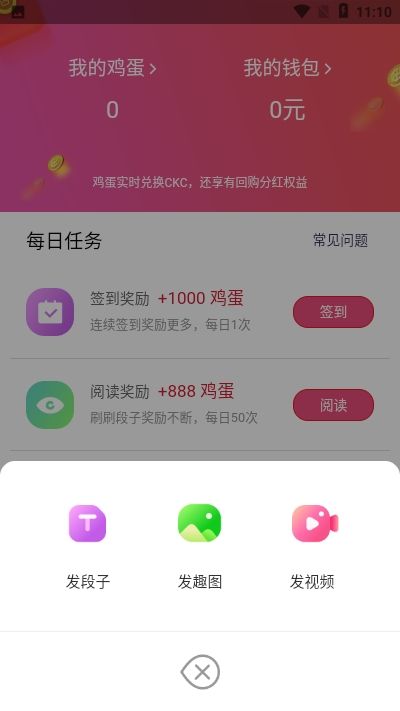 11:10
我的鸡蛋
我的钱包
0
0元
鸡蛋实时兑换CKC，还享有回购分红权益
每日任务
常见问题
签到奖励 +1000 鸡蛋
连续签到奖励更多，每日1次
签到
阅读奖励 +888 鸡蛋
刷刷段子奖励不断，每日50次
阅读
T
发段子
发趣图
发视频